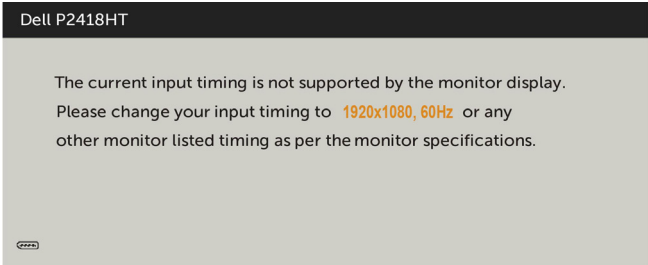 Dell P2418HT
The current input timing is not supported by the monitor display.
Please change your input timing to 1920x1080, 60Hz or any
other monitor listed timing as per the monitor specifications.